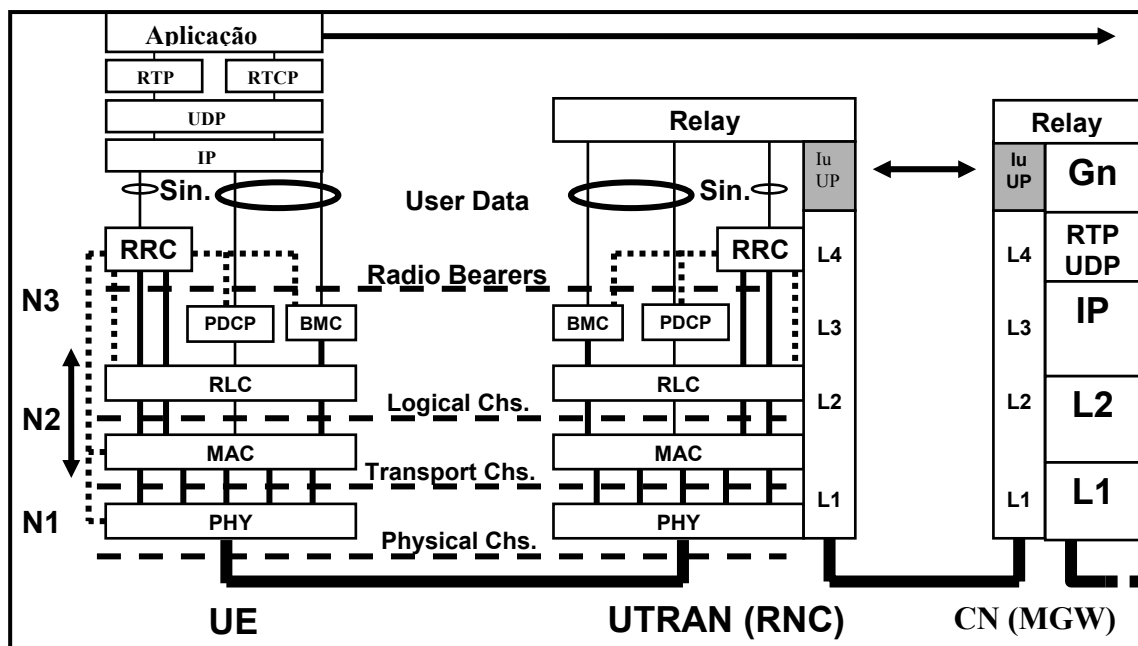 Aplicação
RTP
RTCP
UDP
IP
Sin.
User Data
Sin.
Relay
Iu
UP
Relay
Iu
UP
Gn
RRC
RRC
L4
L4
RTP
UDP
Radio Bearers
N3
PDCP
BMC
BMC
PDCP
L3
L3
IP
RLC
RLC
N2
Logical Chs.
L2
L2
L2
MAC
MAC
Transport Chs.
N1
PHY
PHY
L1
L1
L1
Physical Chs.
UE
UTRAN (RNC)
CN (MGW)